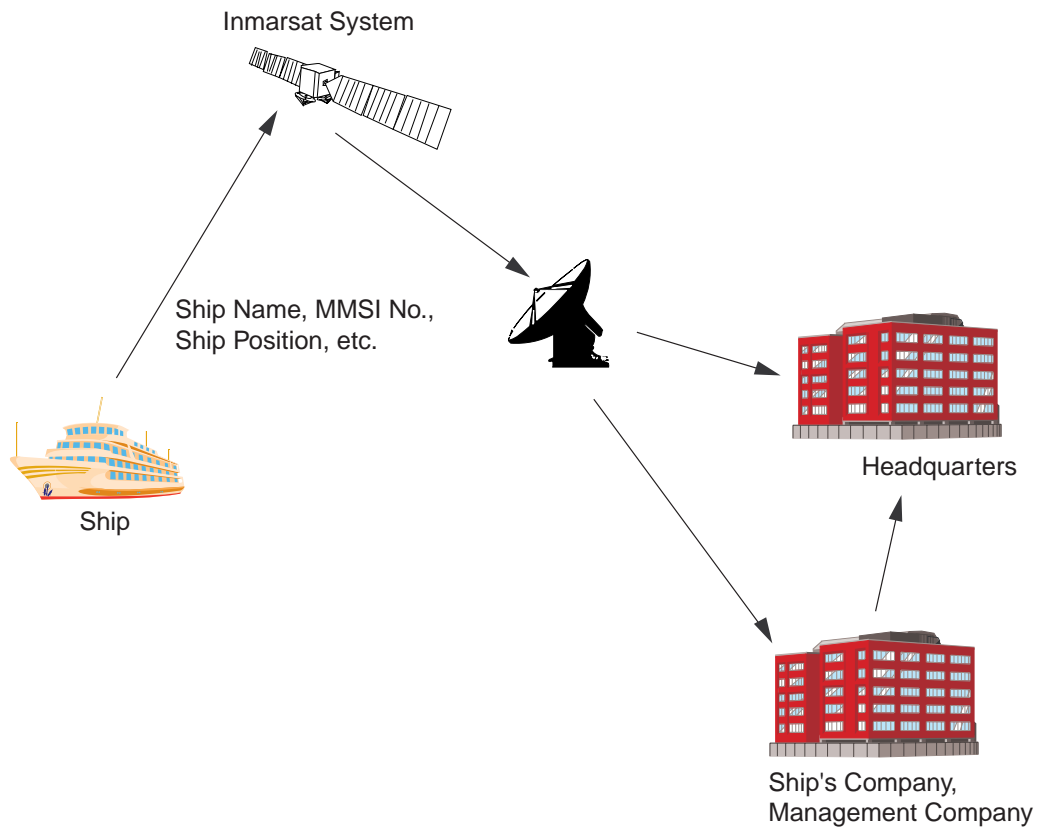 Inmarsat System
Ship Name, MMSI No.,
Ship Position, etc.
Headquarters
Ship
Ship's Company,
Management Company